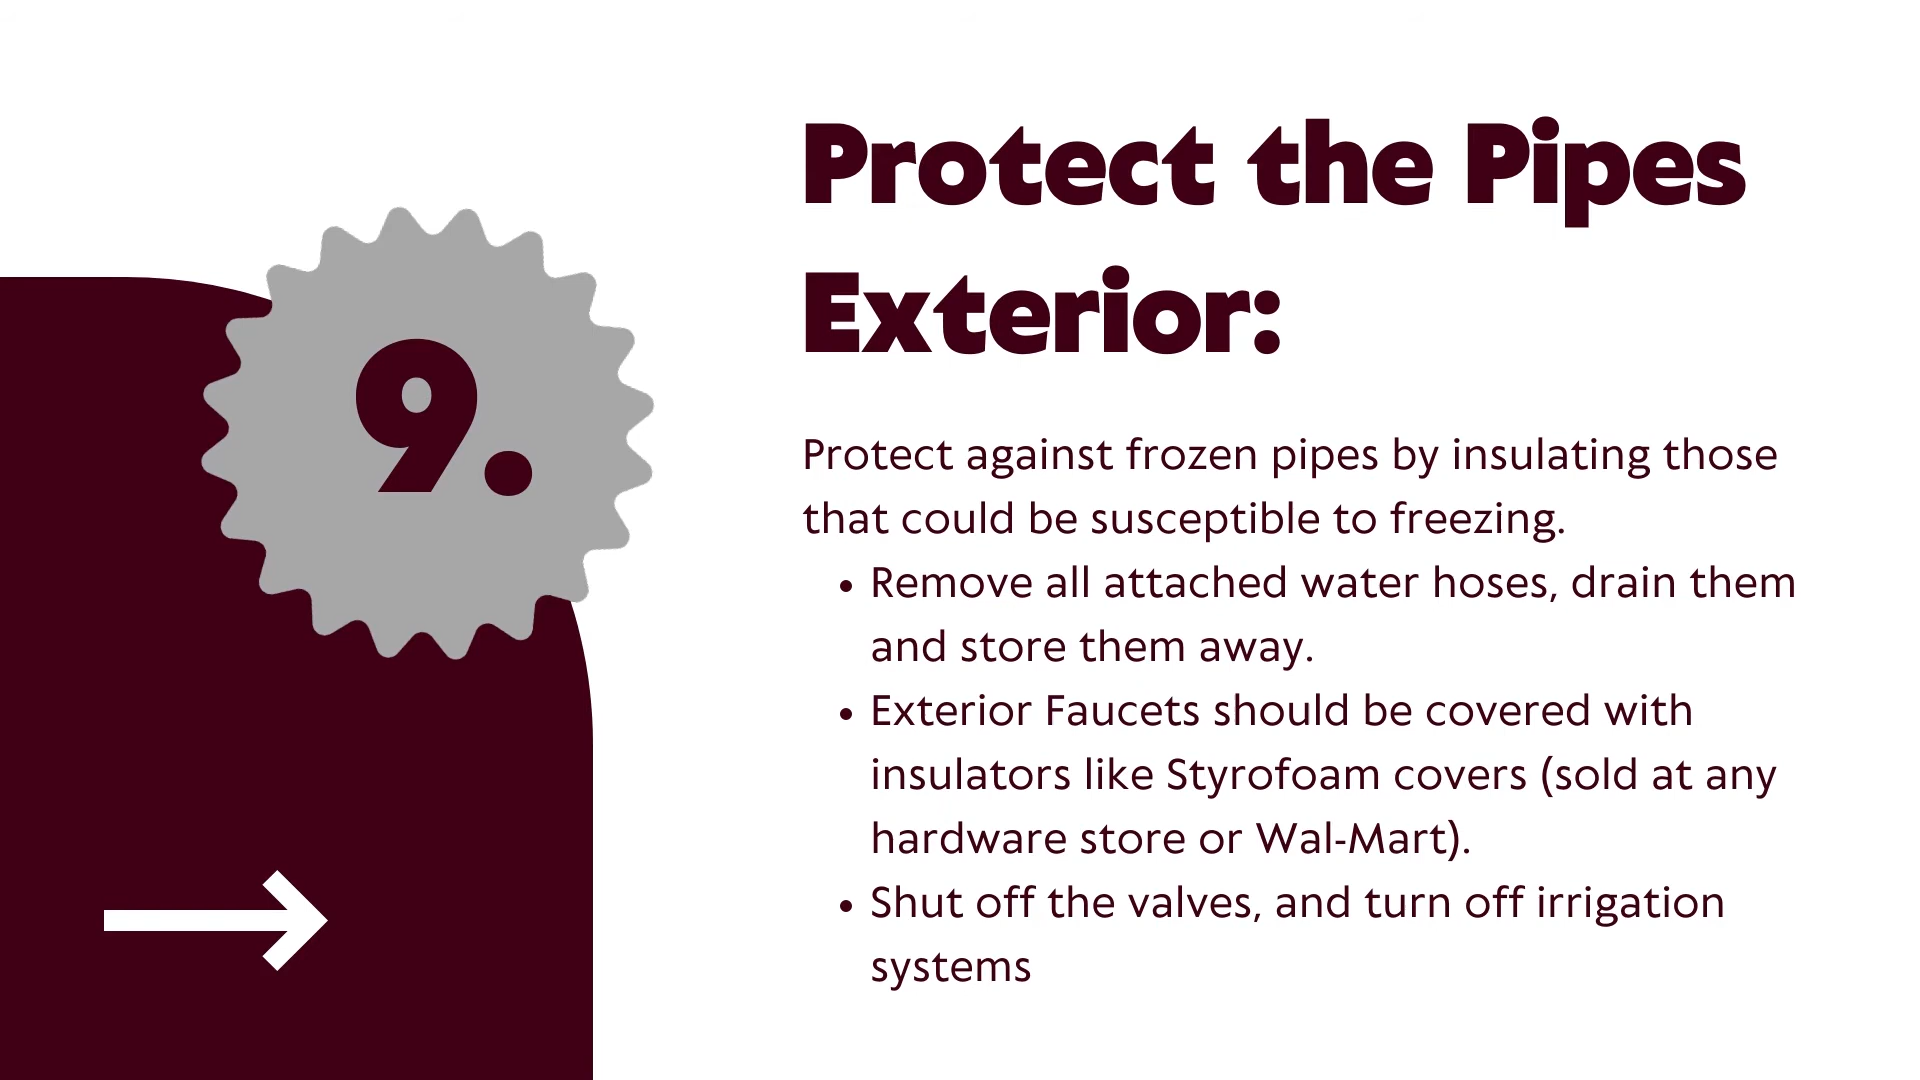 9.
Protect the Pipes
Exterior:
Protect against frozen pipes by insulating those
that could be susceptible to freezing.
• Remove all attached water hoses, drain them
and store them away.
• Exterior Faucets should be covered with
insulators like Styrofoam covers (sold at any
hardware store or Wal-Mart).
• Shut off the valves, and turn off irrigation
systems